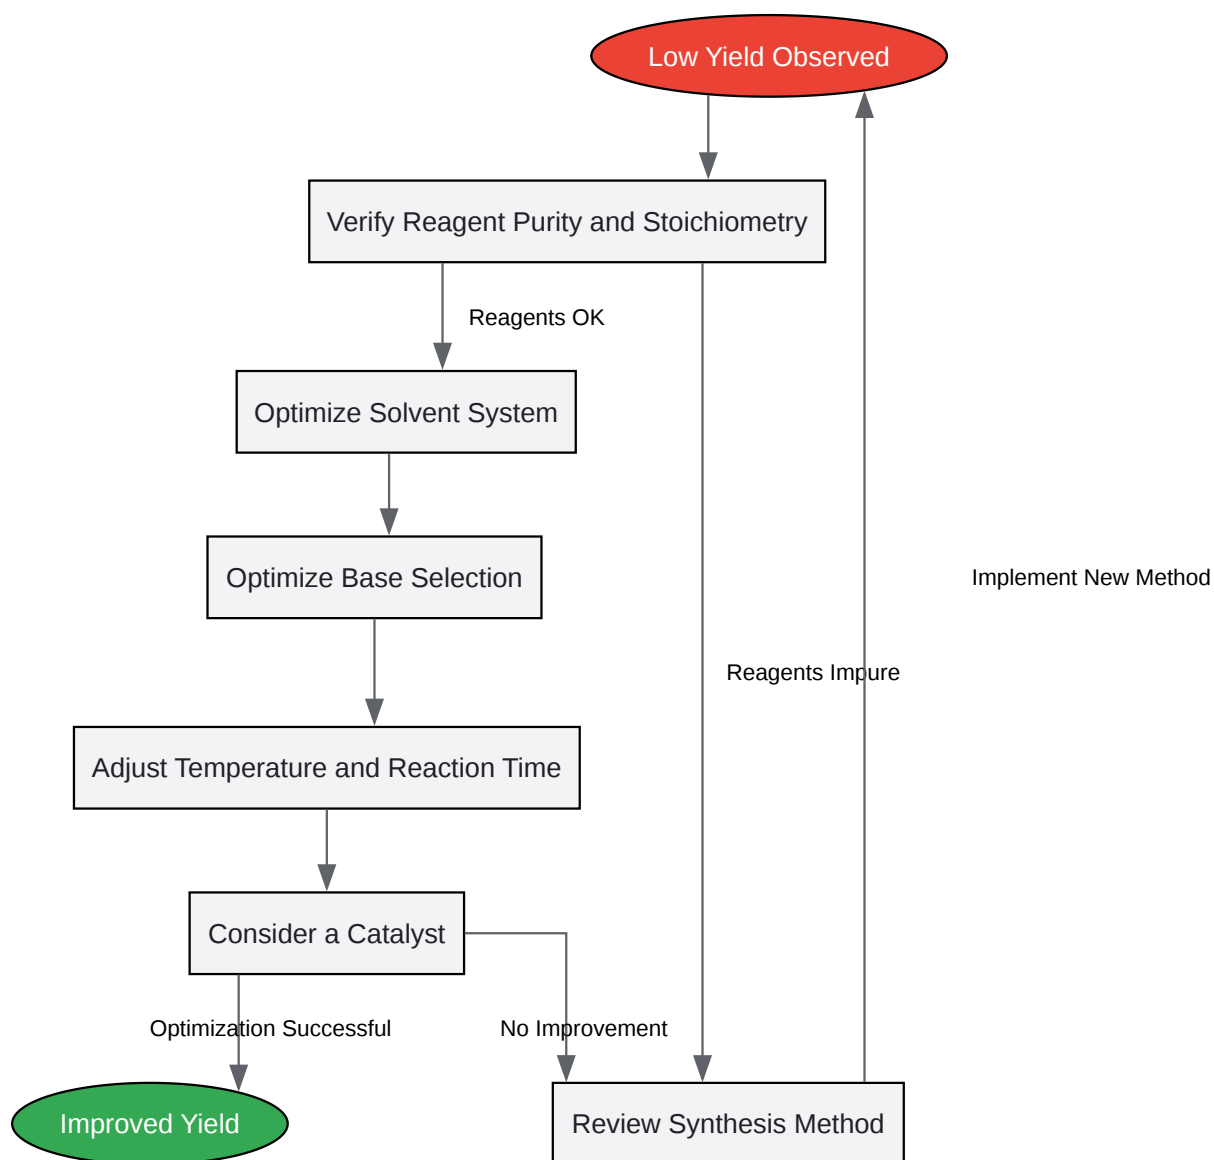 Low Yield Observed
Verify Reagent Purity and Stoichiometry
Reagents OK
Optimize Solvent System
Optimize Base Selection
Implement New Method
Reagents Impure
Adjust Temperature and Reaction Time
Consider a Catalyst
Optimization Successful
No Improvement
Improved Yield
Review Synthesis Method